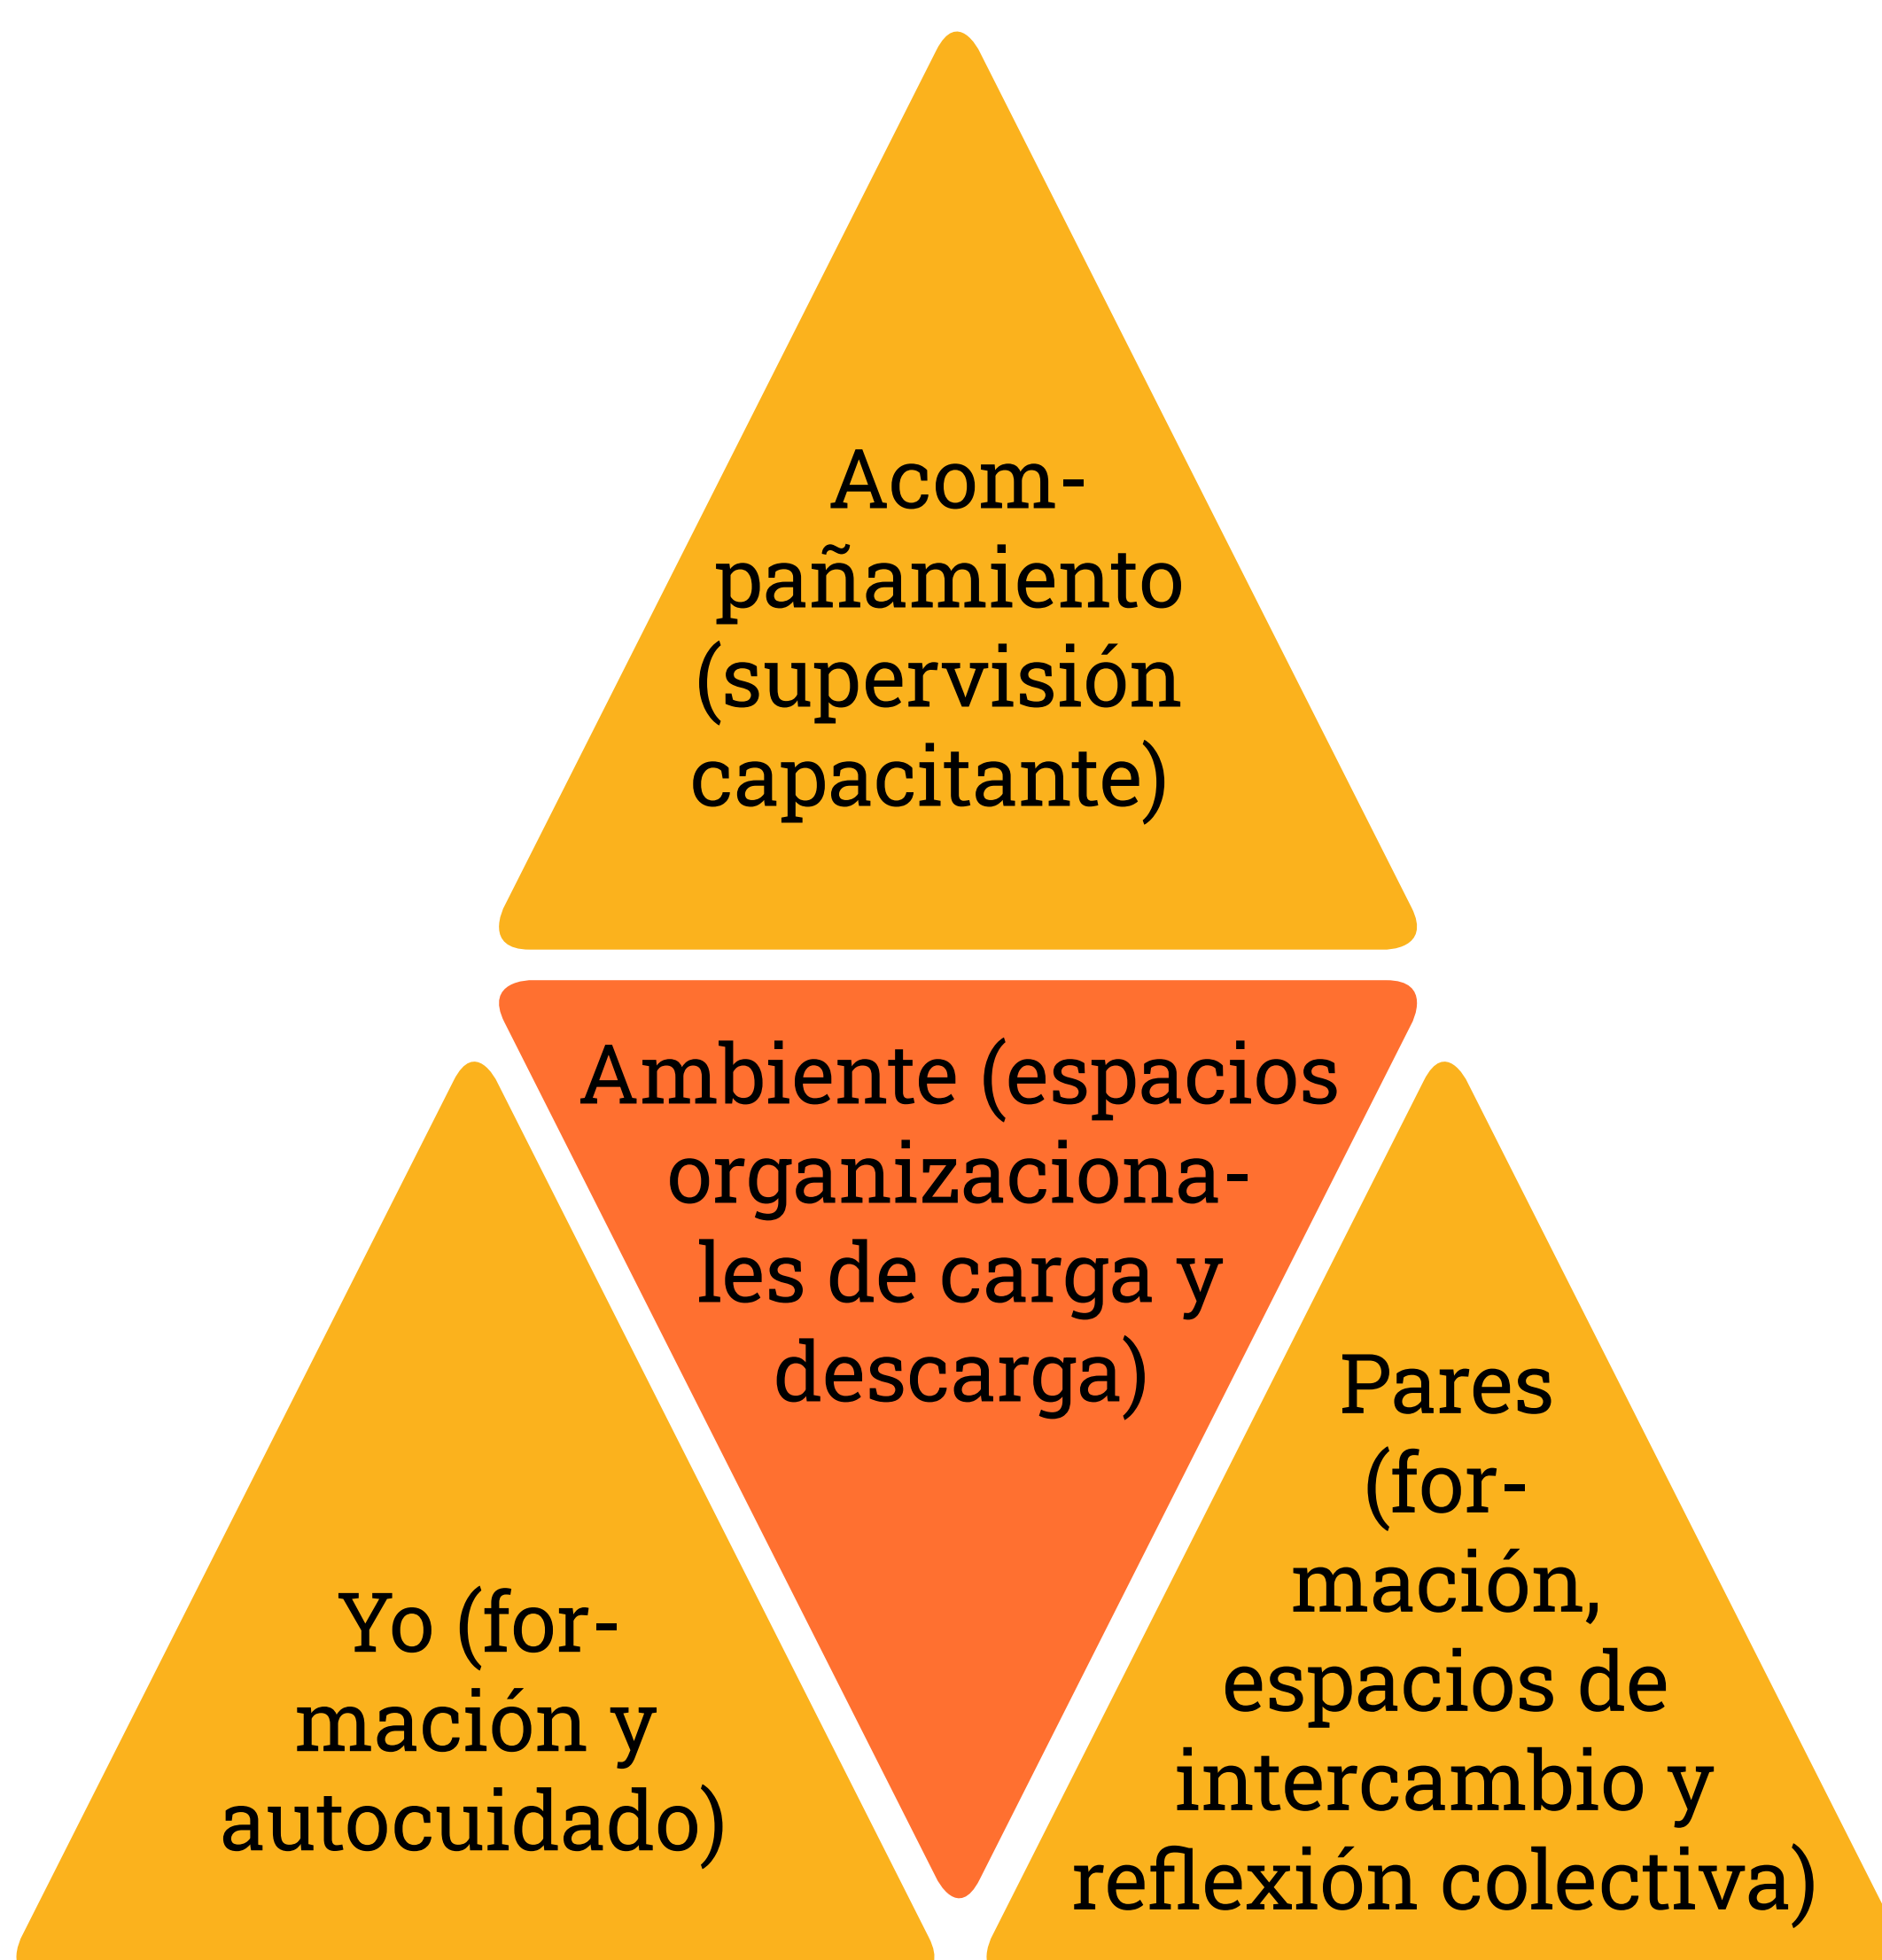 Acom-
pañamiento
(supervisión
capacitante)
Ambiente (espacios
organizaciona-
les de carga y
descarga)
Yo (for-
mación y
autocuidado)
Pares
(for-
mación,
espacios de
intercambio y
reflexión colectiva)